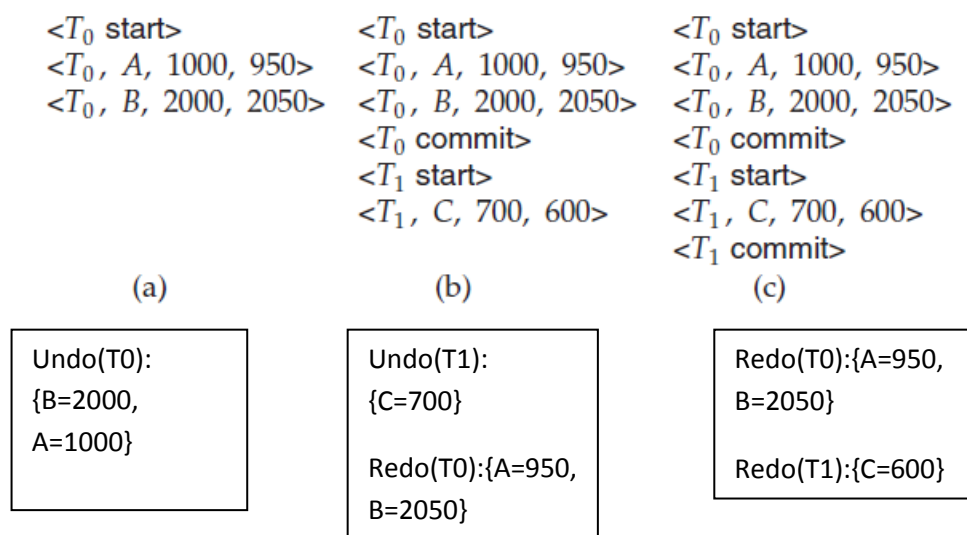 <T₀ start>
<T₀, A, 1000, 950>
<T₀, B, 2000, 2050>
(a)
<T₀ start>
<T₀, A, 1000, 950>
<T₀, B, 2000, 2050>
<T₀ commit>
<T₁ start>
<T₁, C, 700, 600>
(b)
<T₀ start>
<T₀, A, 1000, 950>
<T₀, B, 2000, 2050>
<T₀ commit>
<T₁ start>
<T₁, C, 700, 600>
<T₁ commit>
(c)
Undo(T0):
{B=2000,
A=1000}
Undo(T1):
{C=700}
Redo(T0):{A=950,
B=2050}
Redo(T0):{A=950,
B=2050}
Redo(T1):{C=600}